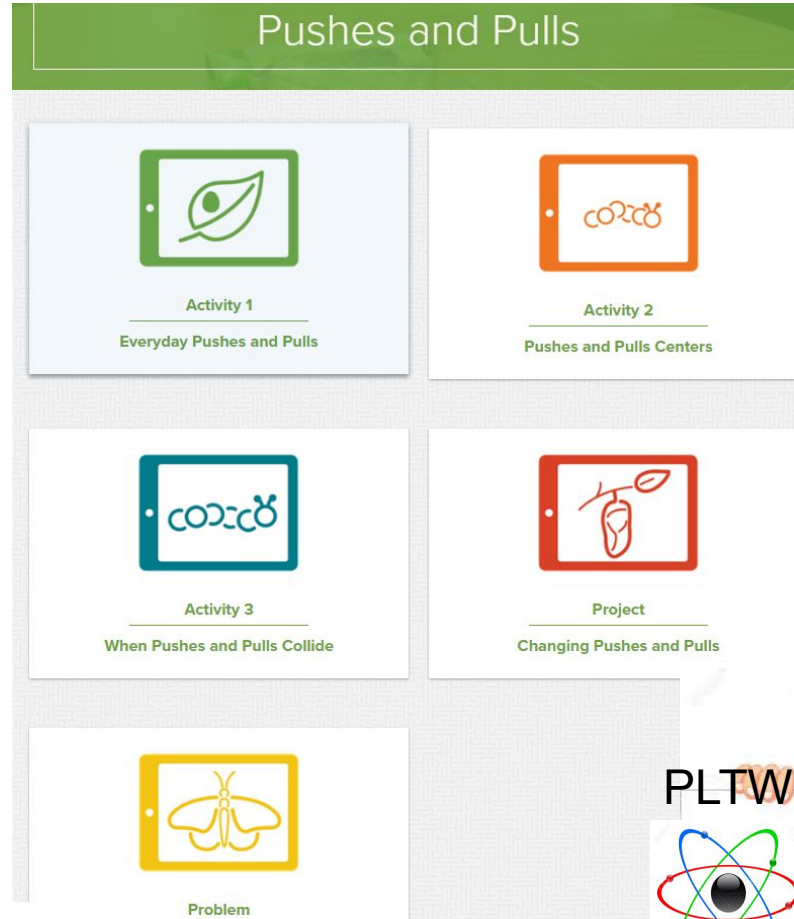 Pushes and Pulls
Activity 1
Everyday Pushes and Pulls
Activity 2
Pushes and Pulls Centers
Activity 3
When Pushes and Pulls Collide
Project
Changing Pushes and Pulls
Problem
PLTW